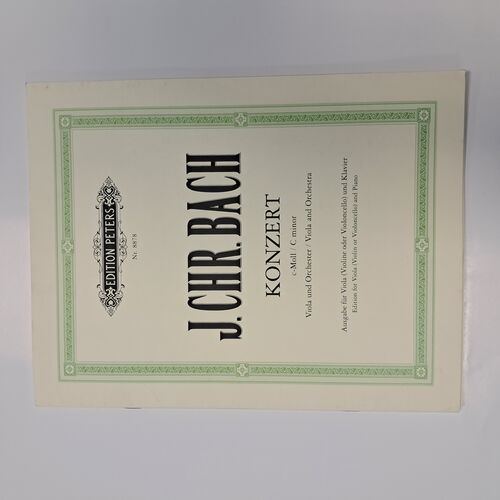 EDITION PETERS
Nr. 8878
J. CHR. BACH
KONZERT
c-Moll / C minor
Viola und Orchester / Viola and Orchestra
Ausgabe für Viola (Violine oder Violoncello) und Klavier
Edition for Viola (Violin or Violoncello) and Piano